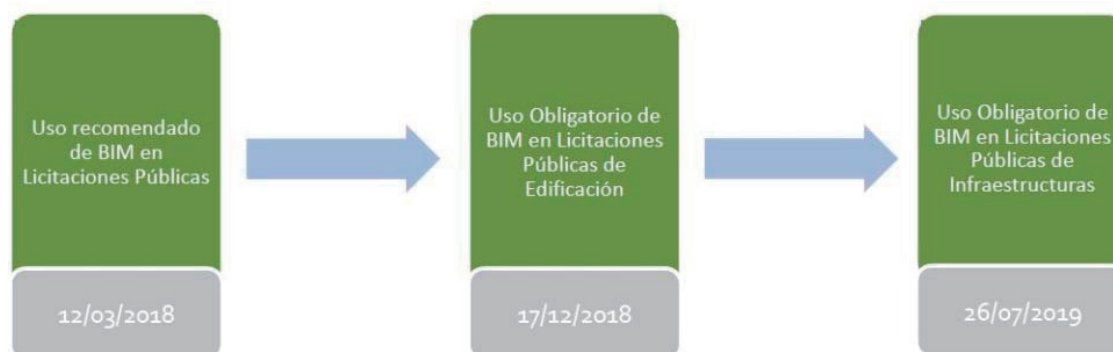 Uso recomendado
de BIM en
Licitaciones Públicas
12/03/2018
Uso Obligatorio de
BIM en Licitaciones
Públicas de
Edificación
17/12/2018
Uso Obligatorio de
BIM en Licitaciones
Públicas de
Infraestructuras
26/07/2019